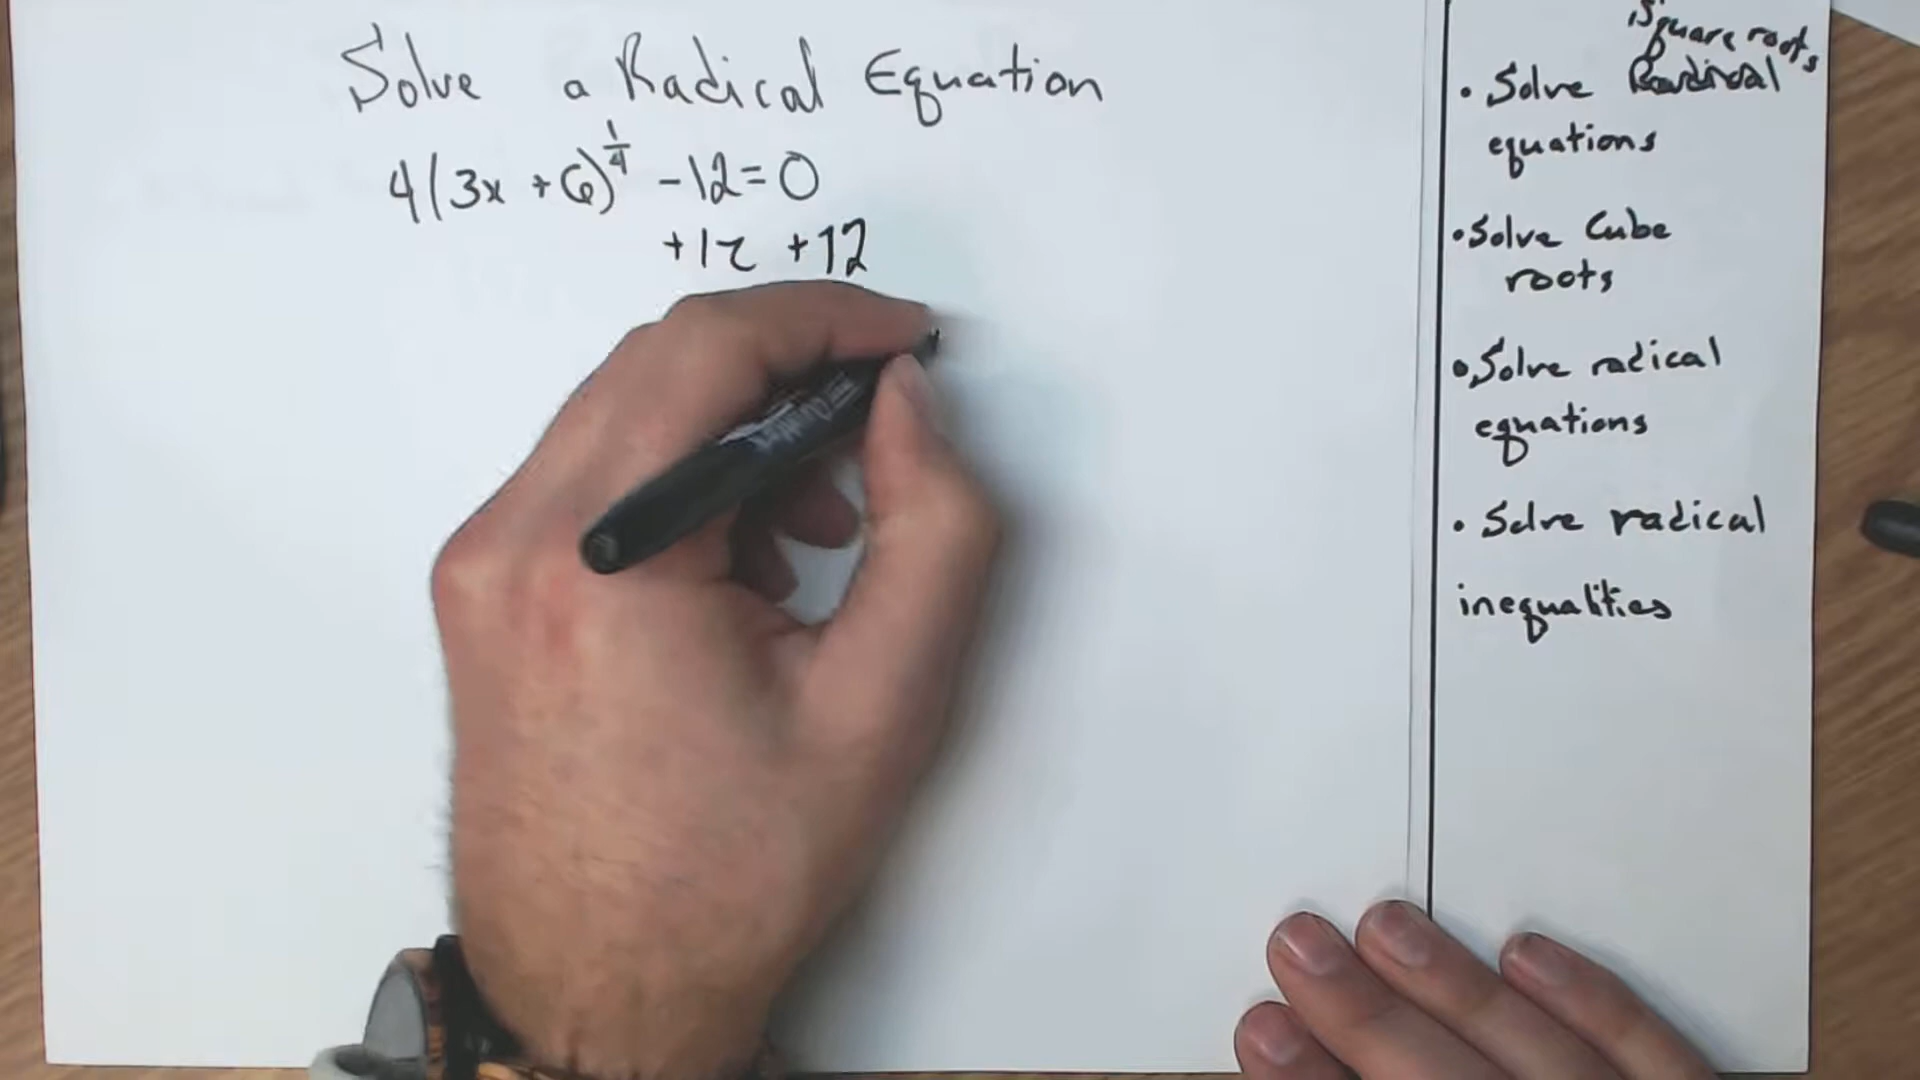 Solve a Radical Equation
4(3x + 6)^{1/4} - 12 = 0
+12 +12
Square roots
• Solve Radical
equations
• Solve Cube
roots
• Solve radical
equations
• Solve radical
inequalities